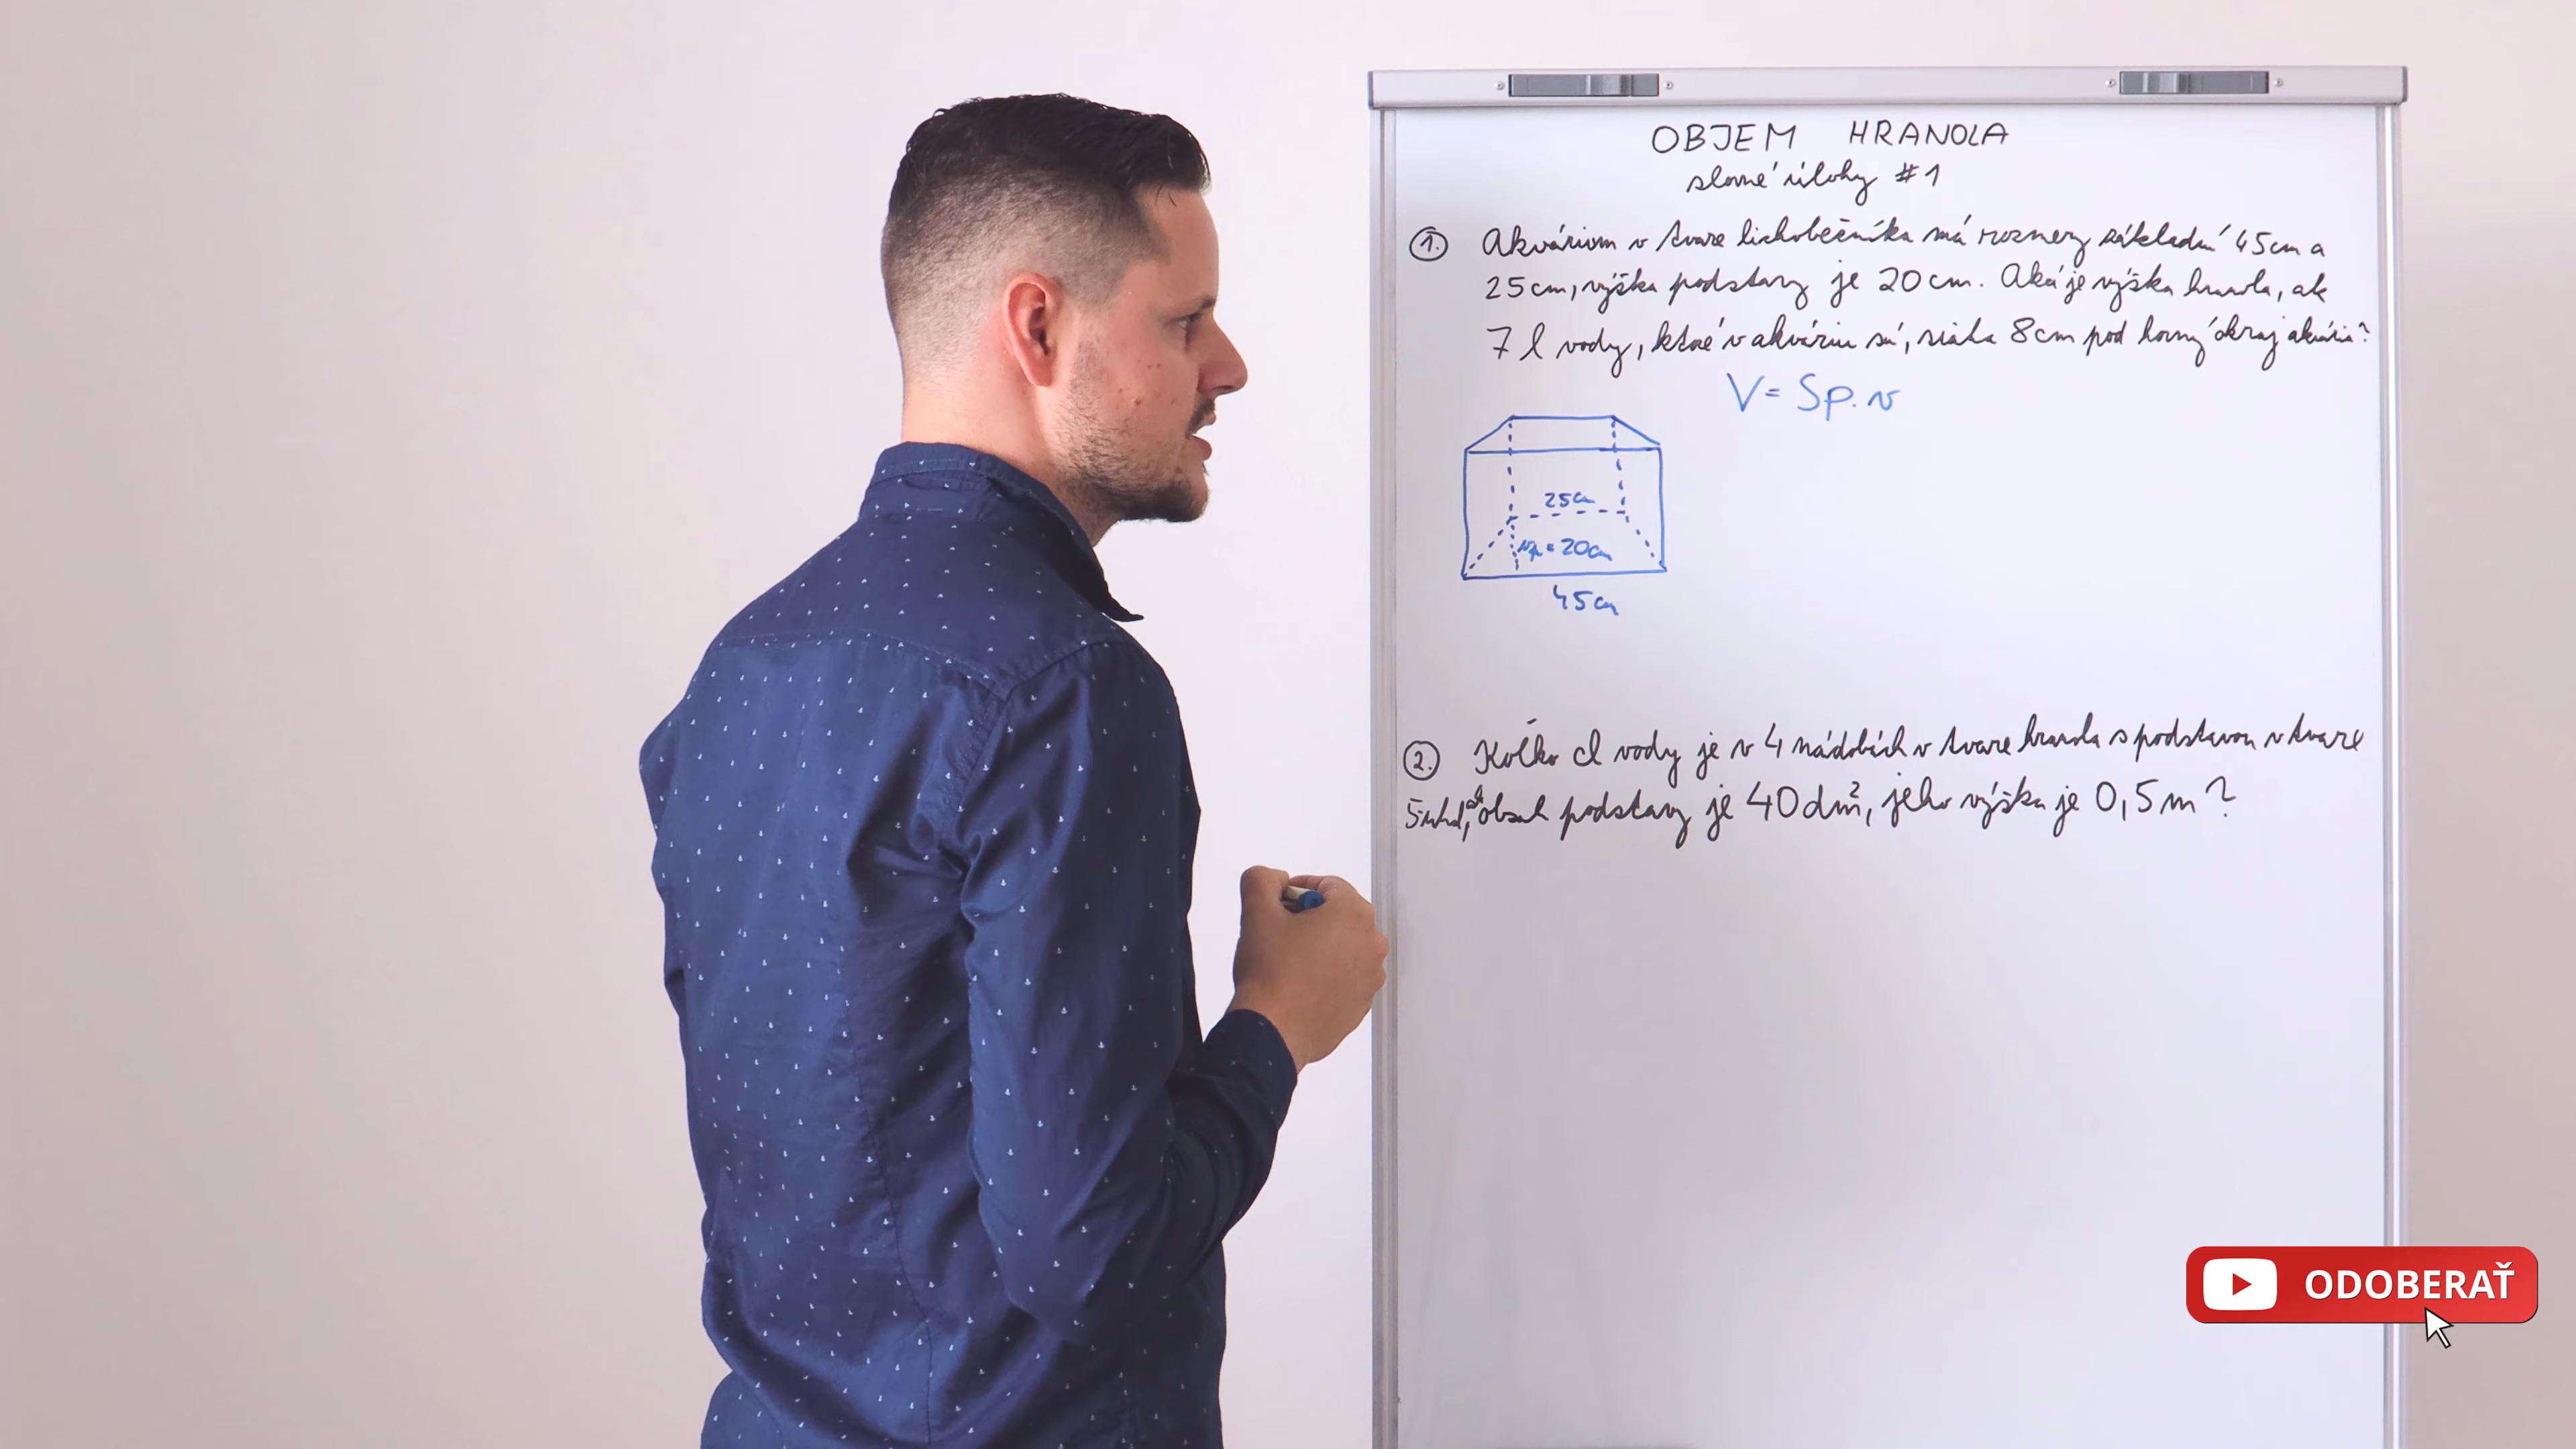 OBJEM HRANOLA
slovné úlohy #1
1. Akvárium v tvare lichobežníka má rozmery základní 45cm a
25cm, výška podstavy je 20cm. Aká je výška hranola, ak
7 l vody, ktoré v akváriu sú, siaha 8cm pod horný okraj akvária?
V = Sp . v
25cm
vp = 20cm
45cm
2. Koľko cl vody je v 4 nádobách v tvare hranola s podstavou v tvare
5uhol, ak obsah podstavy je 40dm², jeho výška je 0,5m?
ODOBERAŤ